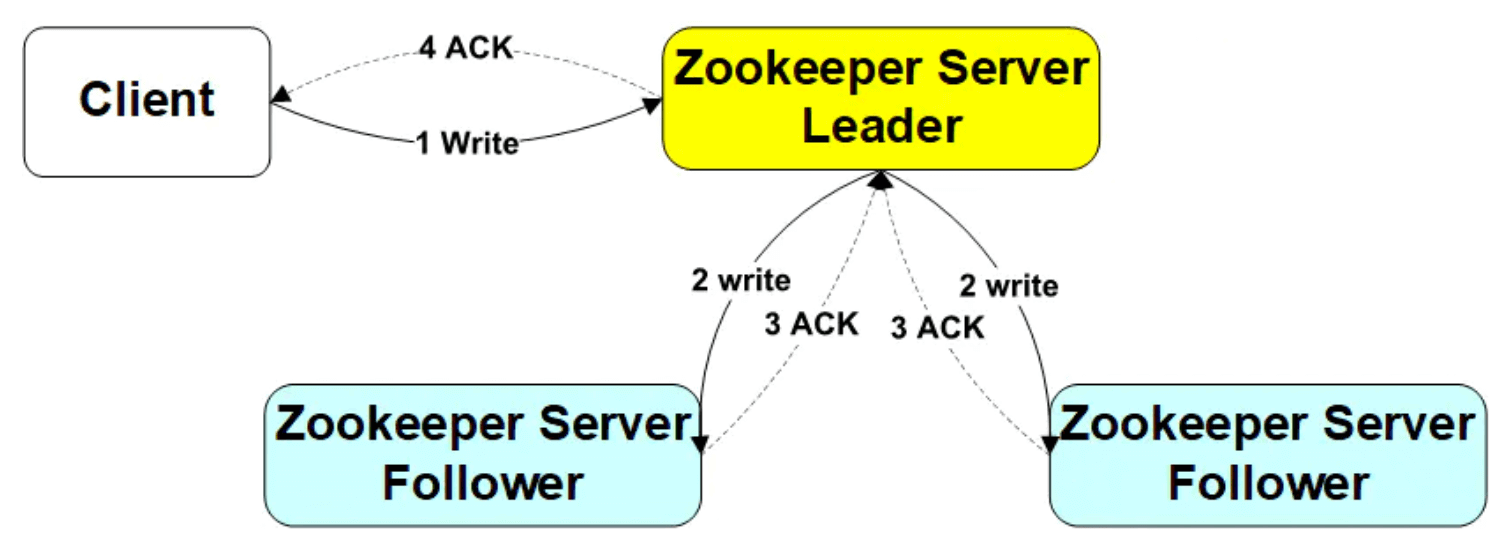 Client
4 ACK
1 Write
Zookeeper Server
Leader
2 write
3 ACK
3 ACK
2 write
Zookeeper Server
Follower
Zookeeper Server
Follower